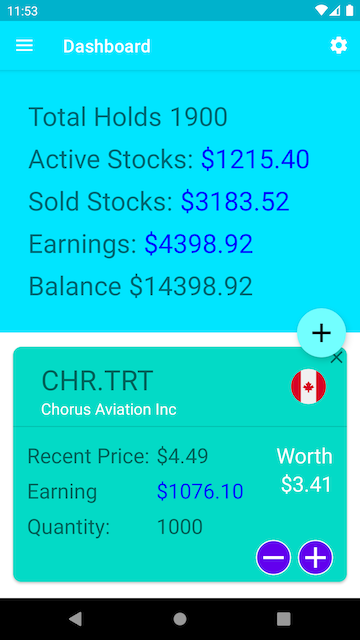 11:53
Dashboard
Total Holds 1900
Active Stocks: $1215.40
Sold Stocks: $3183.52
Earnings: $4398.92
Balance $14398.92
CHR.TRT
Chorus Aviation Inc
Recent Price: $4.49
Worth
Earning $1076.10
$3.41
Quantity: 1000